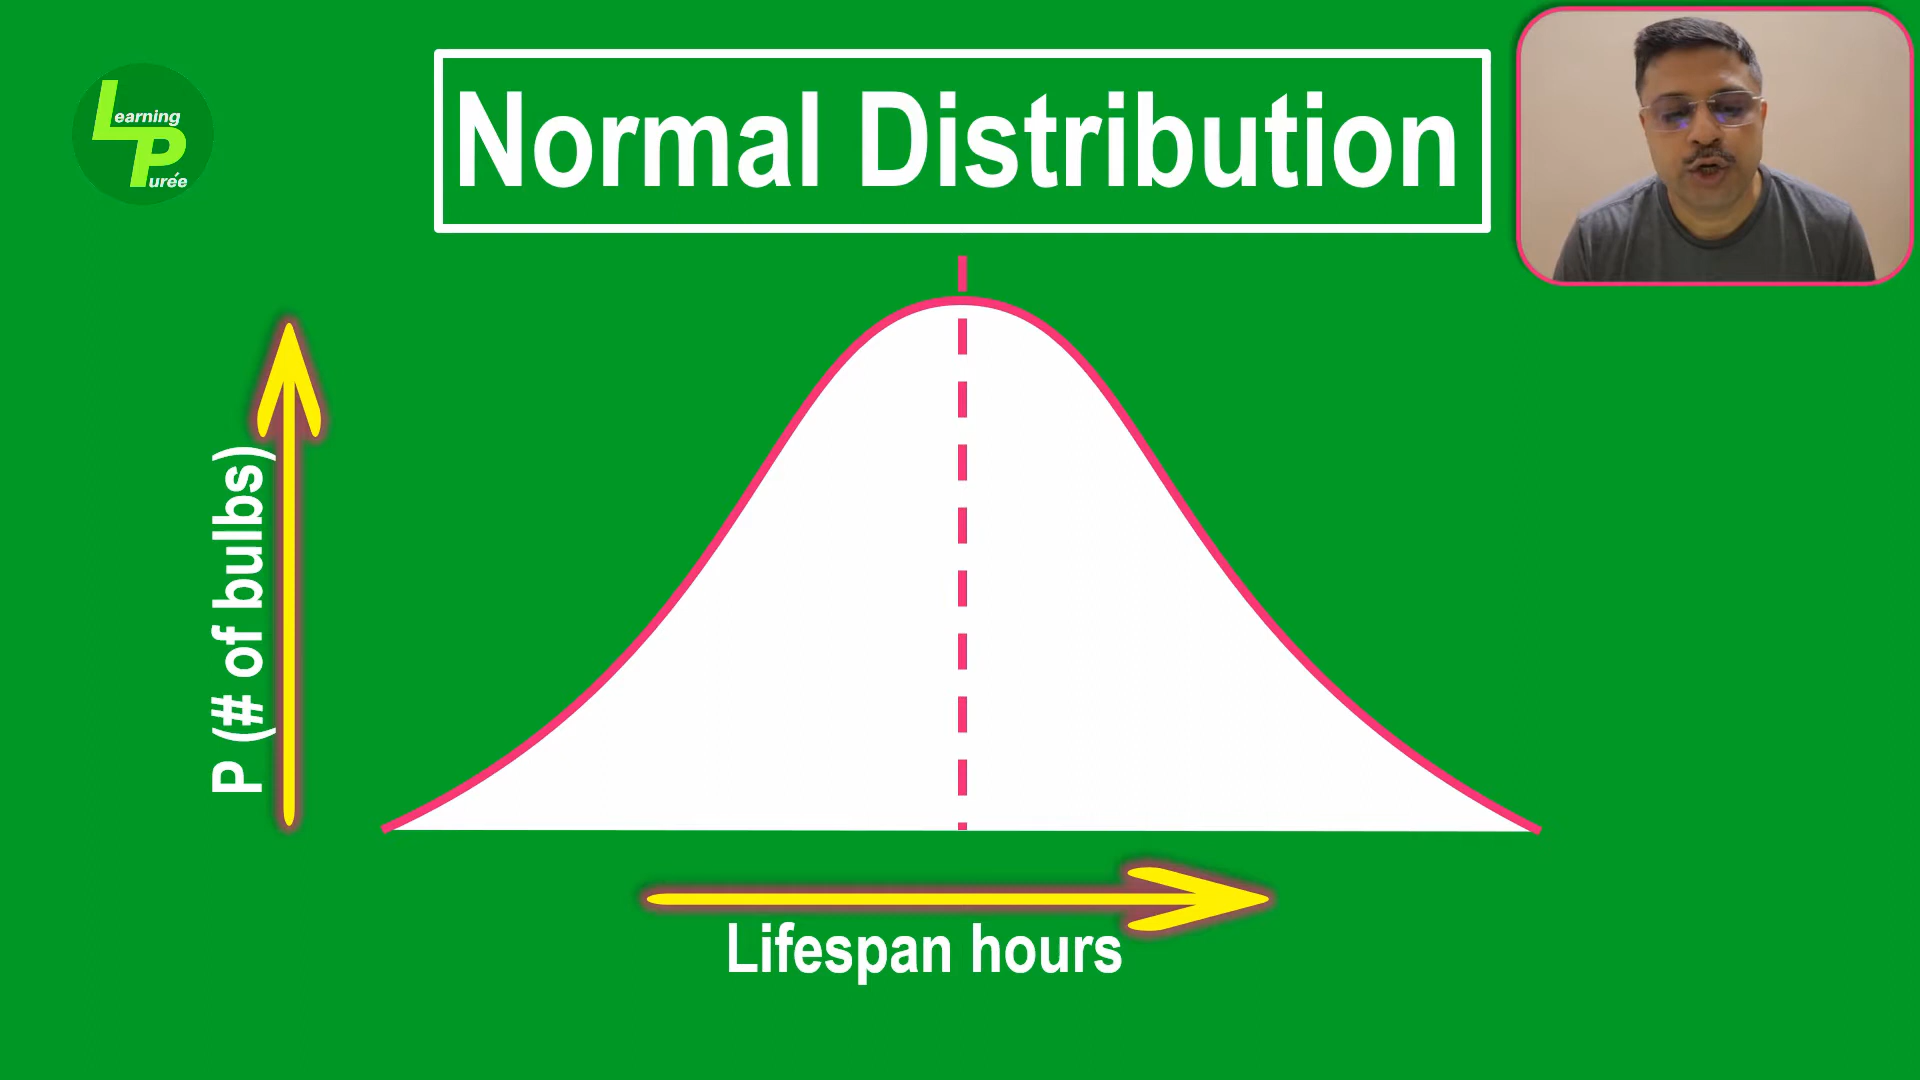 Learning
Purée
Normal Distribution
P (# of bulbs)
Lifespan hours